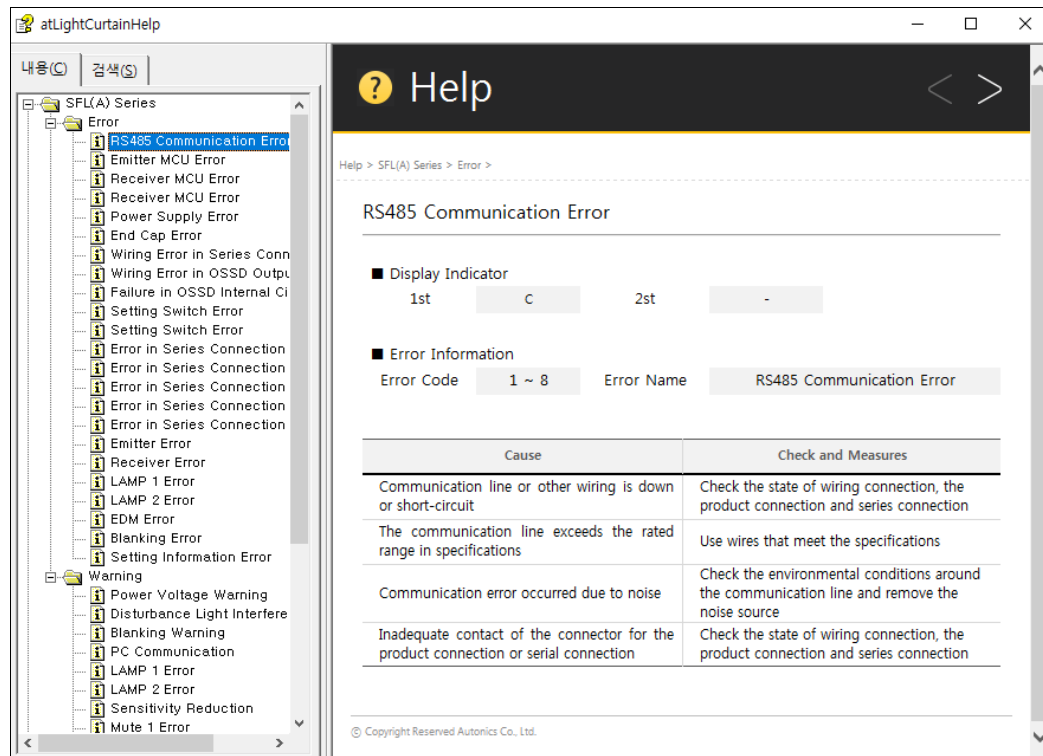 atLightCurtainHelp
내용(C)
검색(S)
SFL(A) Series
Error
RS485 Communication Erro
Emitter MCU Error
Receiver MCU Error
Receiver MCU Error
Power Supply Error
End Cap Error
Wiring Error in Series Conn
Wiring Error in OSSD Outpu
Failure in OSSD Internal Ci
Setting Switch Error
Setting Switch Error
Error in Series Connection
Error in Series Connection
Error in Series Connection
Error in Series Connection
Error in Series Connection
Emitter Error
Receiver Error
LAMP 1 Error
LAMP 2 Error
EDM Error
Blanking Error
Setting Information Error
Warning
Power Voltage Warning
Disturbance Light Interfere
Blanking Warning
PC Communication
LAMP 1 Error
LAMP 2 Error
Sensitivity Reduction
Mute 1 Error
? Help
Help > SFL(A) Series > Error >
RS485 Communication Error
■ Display Indicator
1st C 2st -
■ Error Information
Error Code 1 ~ 8 Error Name RS485 Communication Error
Cause Check and Measures
Communication line or other wiring is down
or short-circuit
Check the state of wiring connection, the
product connection and series connection
The communication line exceeds the rated
range in specifications
Use wires that meet the specifications
Communication error occurred due to noise
Check the environmental conditions around
the communication line and remove the
noise source
Inadequate contact of the connector for the
product connection or serial connection
Check the state of wiring connection, the
product connection and series connection
ⓒ Copyright Reserved Autonics Co., Ltd.